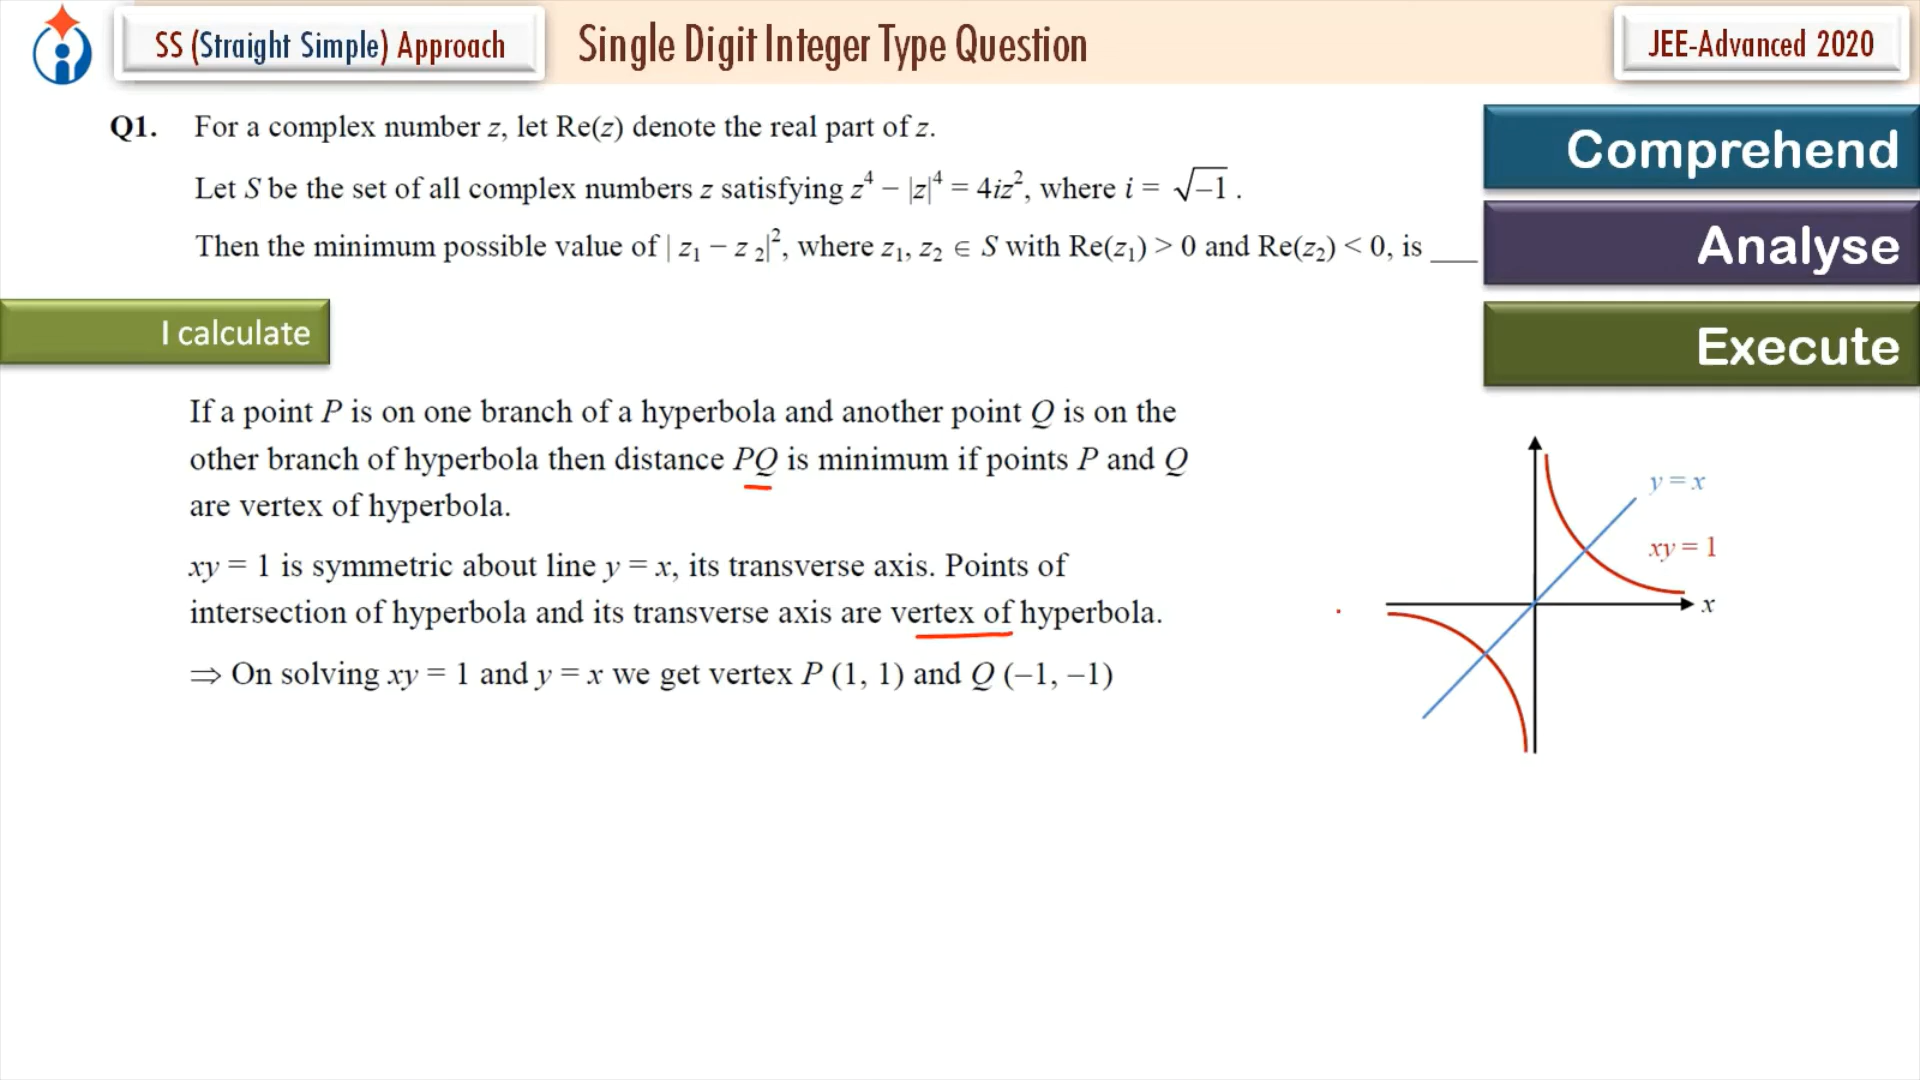 SS (Straight Simple) Approach
Single Digit Integer Type Question
JEE-Advanced 2020
Q1. For a complex number z, let Re(z) denote the real part of z.
Let S be the set of all complex numbers z satisfying z⁴ − |z|⁴ = 4iz², where i = √−1 .
Then the minimum possible value of | z₁ − z ₂|², where z₁, z₂ ∈ S with Re(z₁) > 0 and Re(z₂) < 0, is ___
Comprehend
Analyse
Execute
I calculate
If a point P is on one branch of a hyperbola and another point Q is on the
other branch of hyperbola then distance PQ is minimum if points P and Q
are vertex of hyperbola.
xy = 1 is symmetric about line y = x, its transverse axis. Points of
intersection of hyperbola and its transverse axis are vertex of hyperbola.
⇒ On solving xy = 1 and y = x we get vertex P (1, 1) and Q (−1, −1)
y = x
xy = 1
x